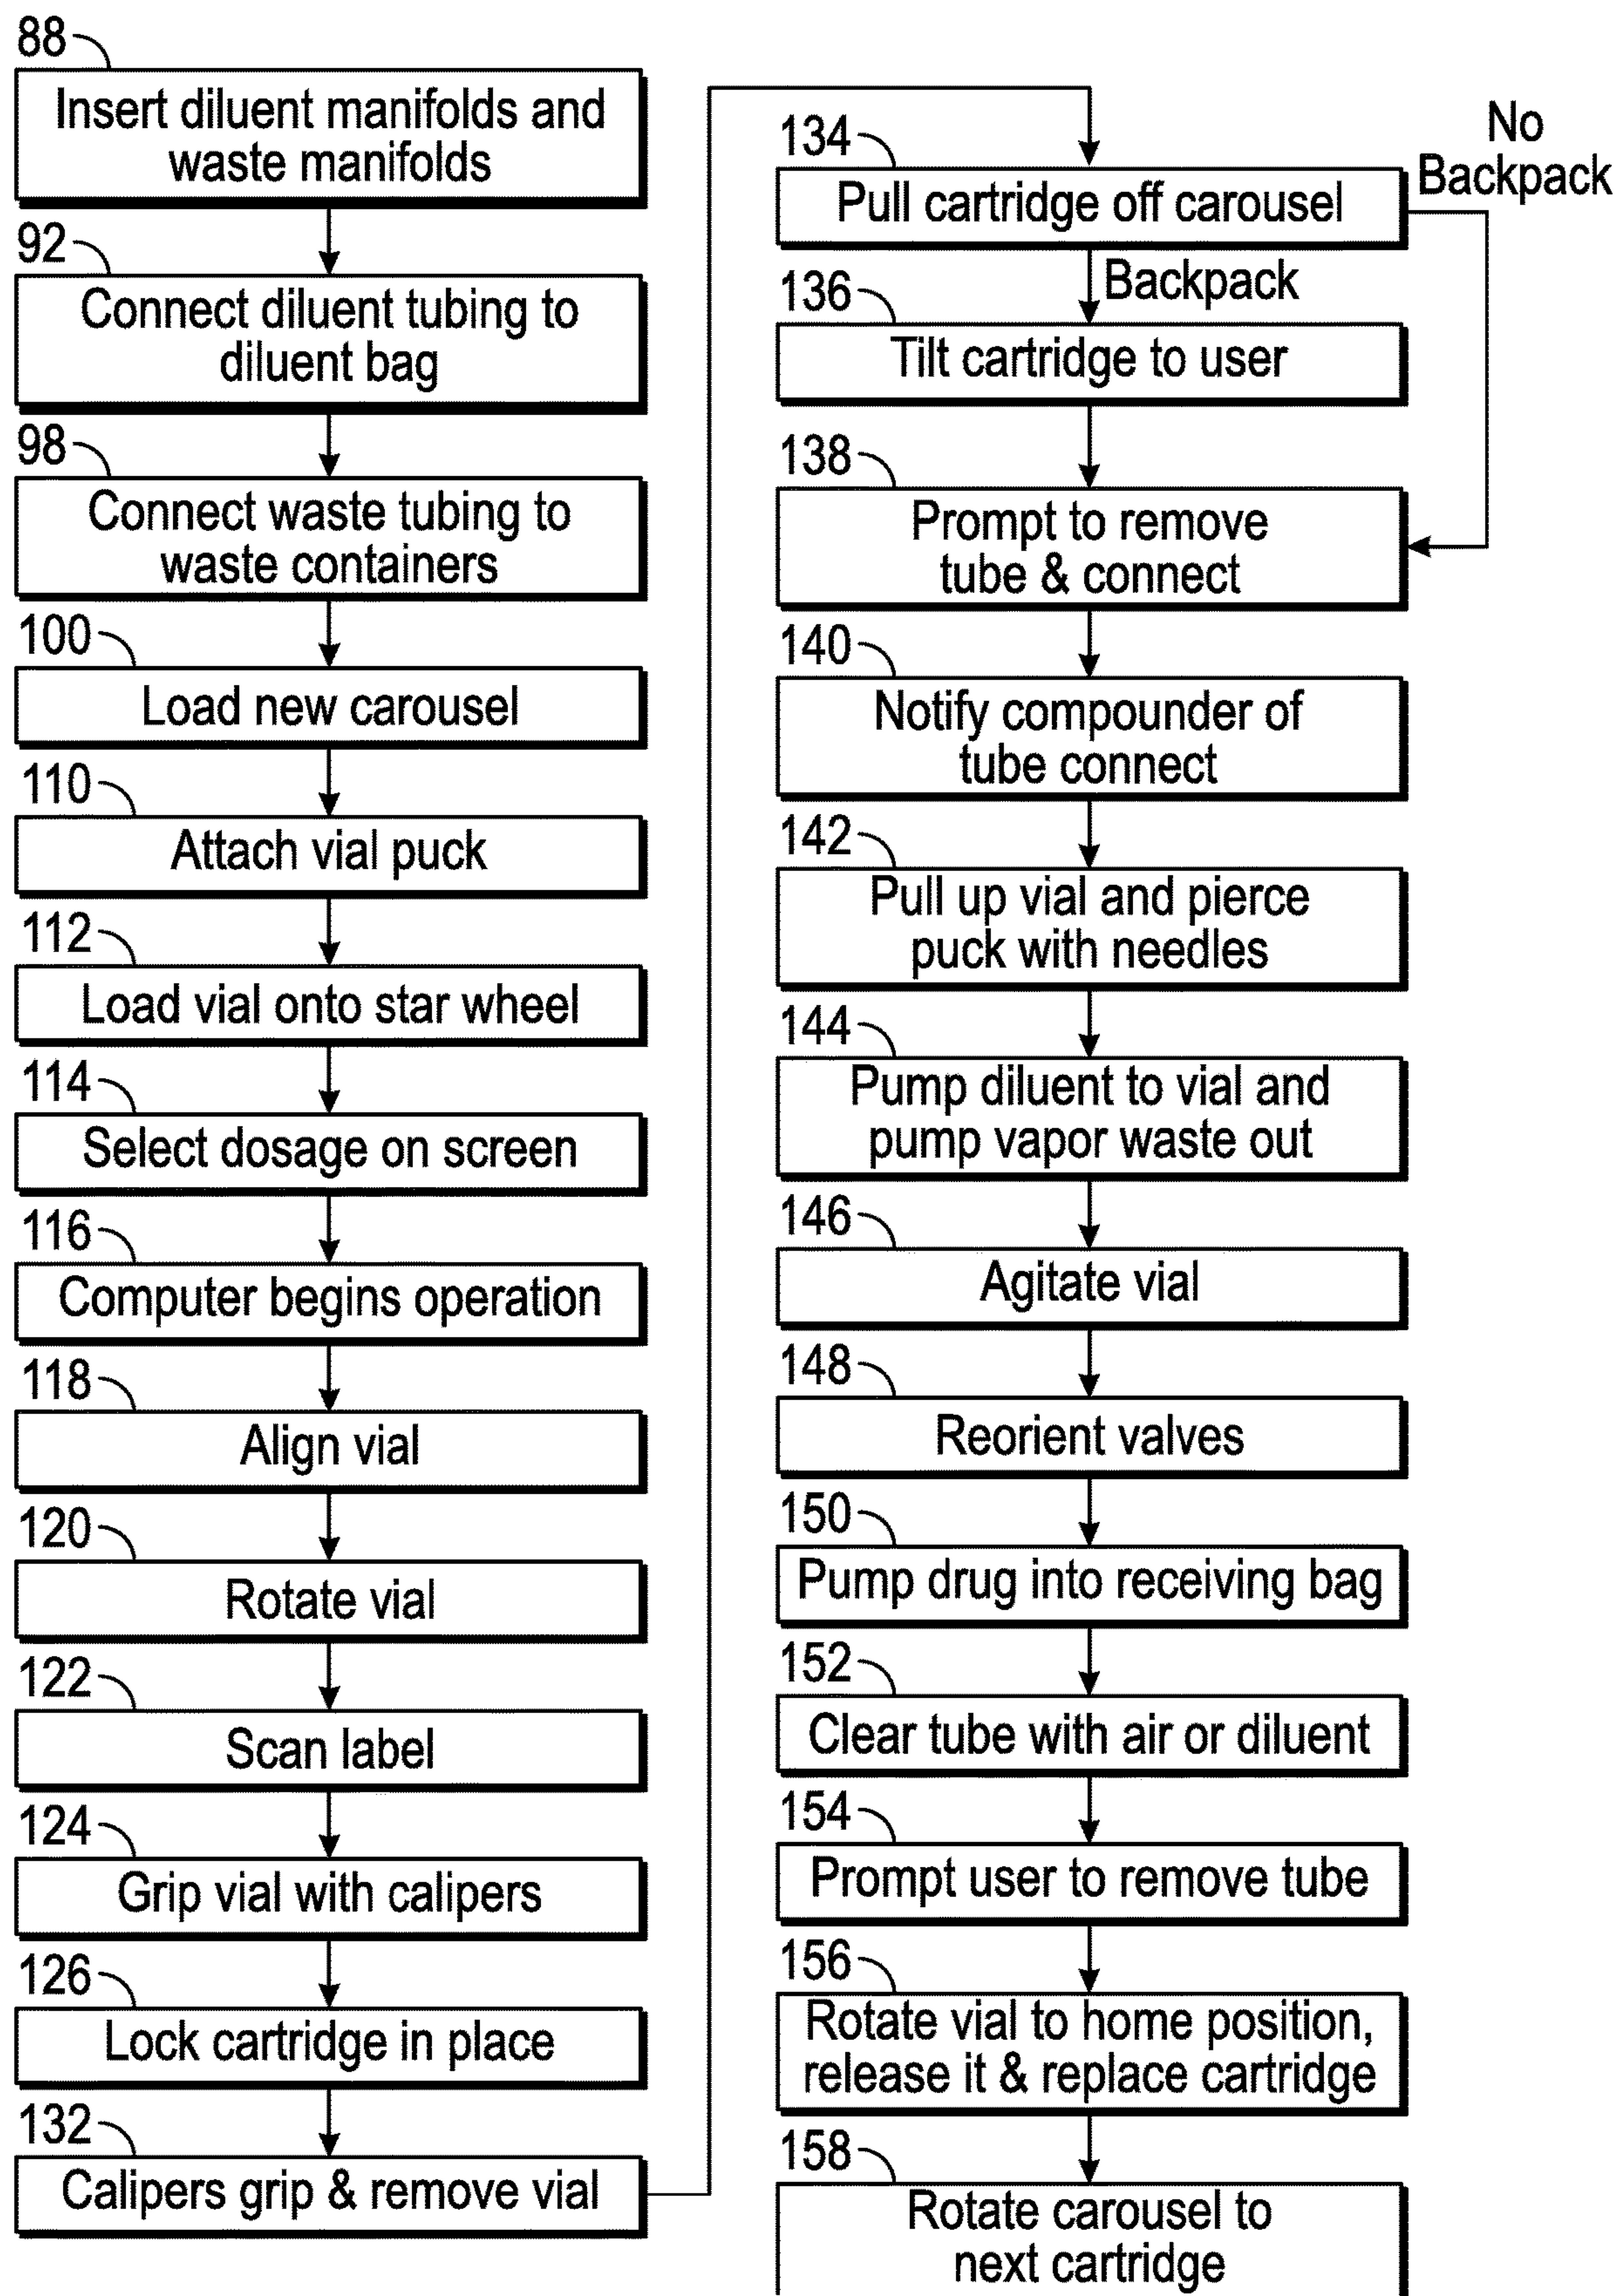 88
Insert diluent manifolds and
waste manifolds
92
Connect diluent tubing to
diluent bag
98
Connect waste tubing to
waste containers
100
Load new carousel
110
Attach vial puck
112
Load vial onto star wheel
114
Select dosage on screen
116
Computer begins operation
118
Align vial
120
Rotate vial
122
Scan label
124
Grip vial with calipers
126
Lock cartridge in place
132
Calipers grip & remove vial
134
Pull cartridge off carousel
No
Backpack
Backpack
136
Tilt cartridge to user
138
Prompt to remove
tube & connect
140
Notify compounder of
tube connect
142
Pull up vial and pierce
puck with needles
144
Pump diluent to vial and
pump vapor waste out
146
Agitate vial
148
Reorient valves
150
Pump drug into receiving bag
152
Clear tube with air or diluent
154
Prompt user to remove tube
156
Rotate vial to home position,
release it & replace cartridge
158
Rotate carousel to
next cartridge